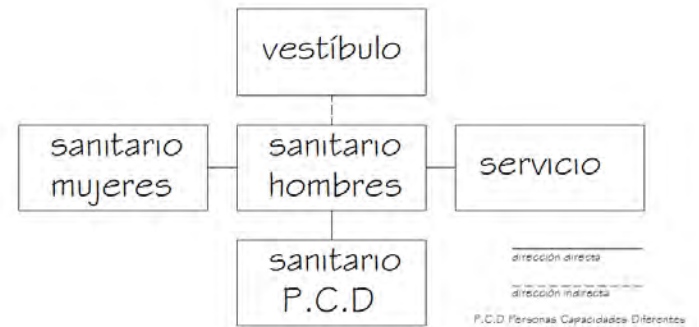 vestíbulo
sanitario
mujeres
sanitario
hombres
servicio
sanitario
P.C.D
dirección directa
dirección indirecta
P.C.D Personas Capacidades Diferentes